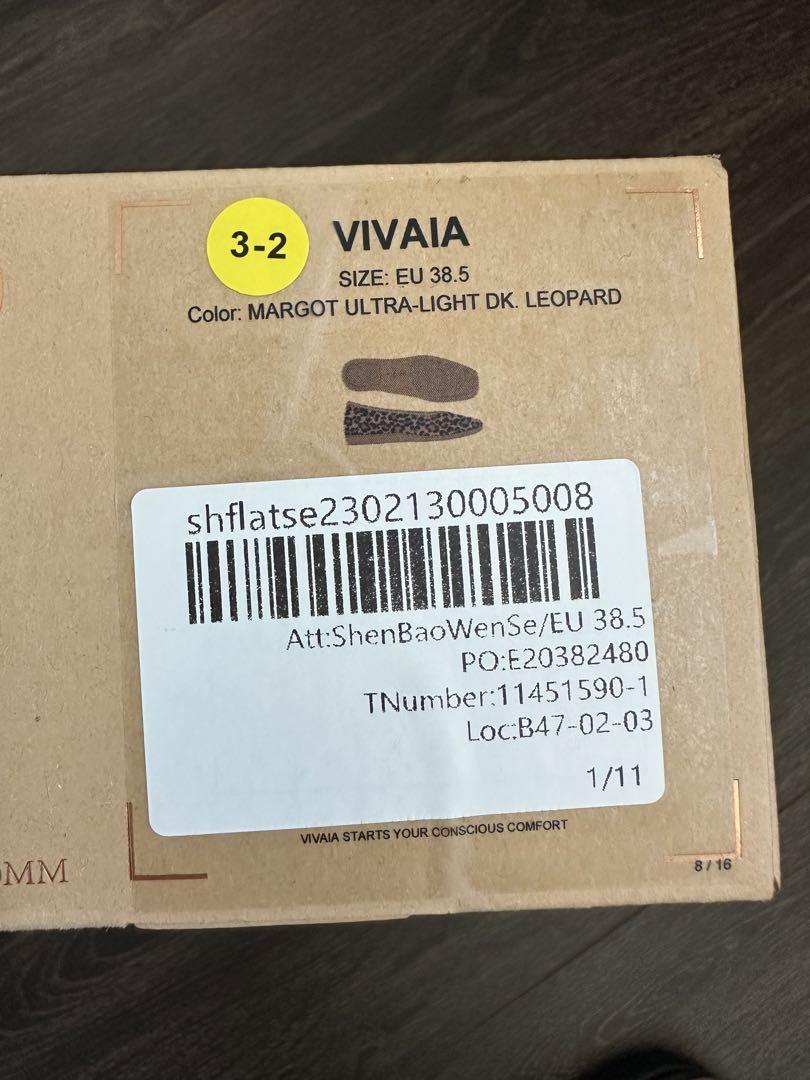 3-2
VIVAIA
SIZE: EU 38.5
Color: MARGOT ULTRA-LIGHT DK. LEOPARD
shflatse2302130005008
Att:ShenBaoWenSe/EU 38.5
PO:E20382480
TNumber:11451590-1
Loc:B47-02-03
1/11
VIVAIA STARTS YOUR CONSCIOUS COMFORT
8 / 16